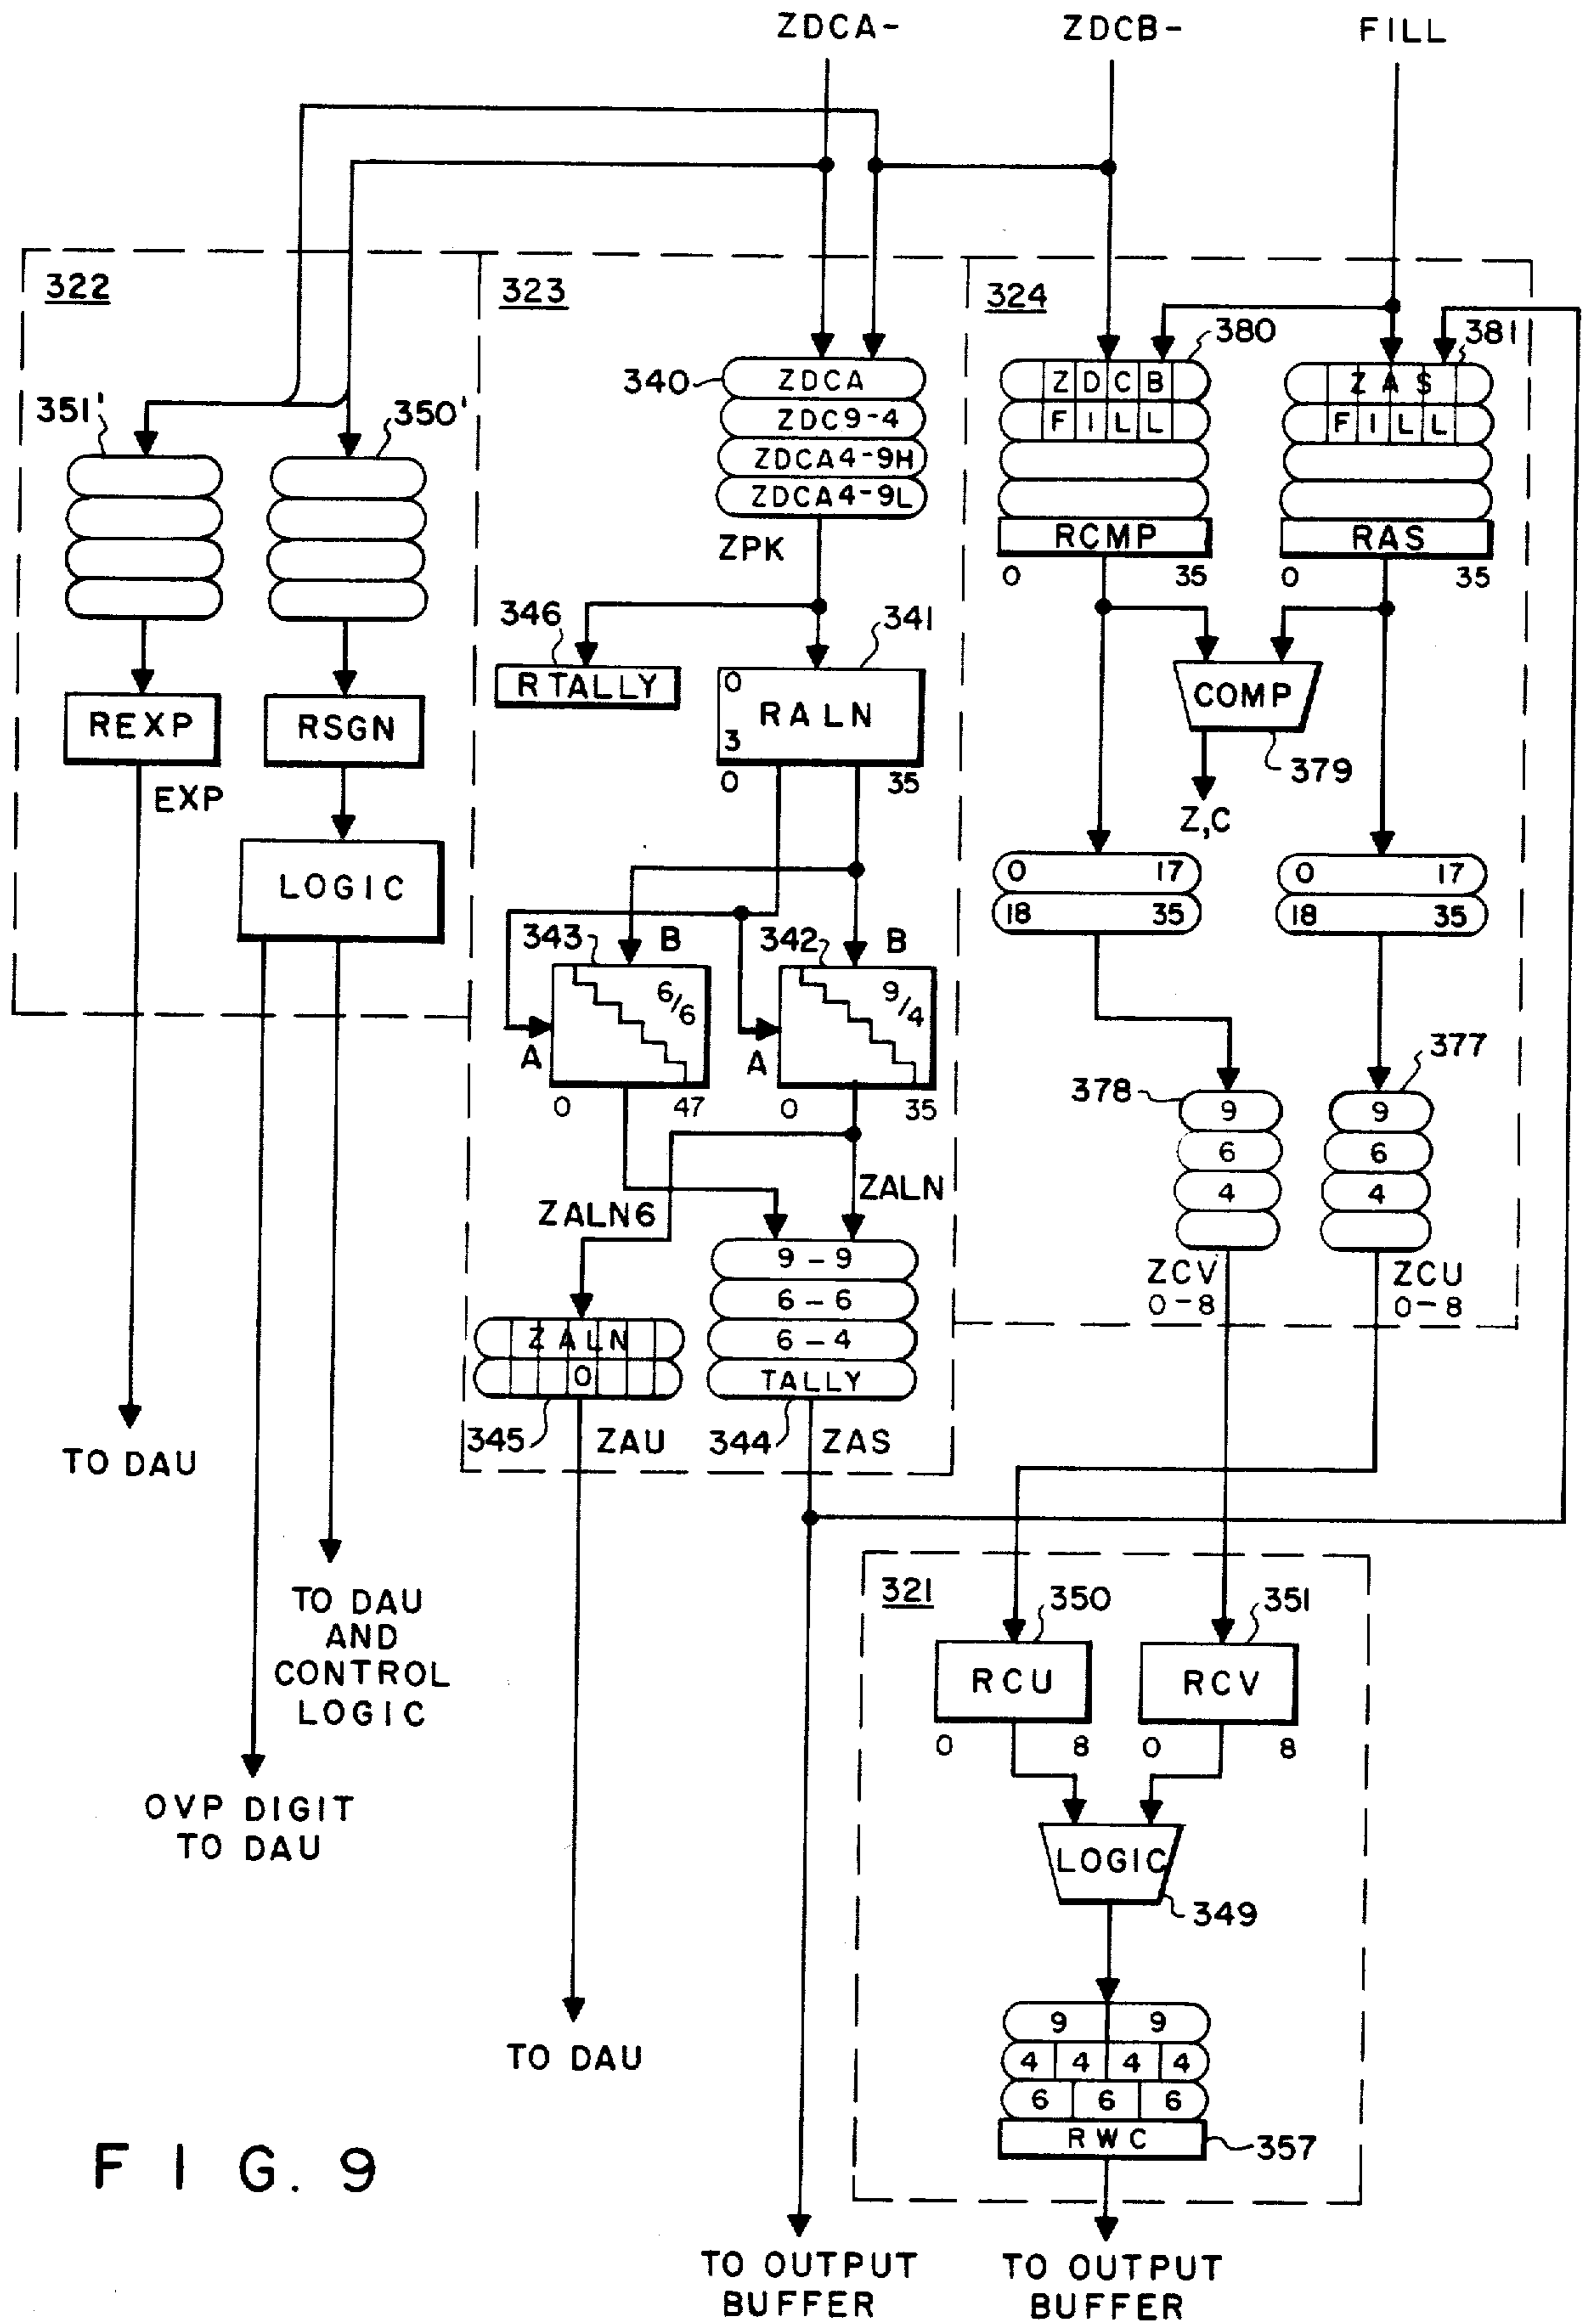 ZDCA-
ZDCB-
FILL
322
323
324
380
381
340
ZDCA
ZDC9-4
ZDCA4-9H
ZDCA4-9L
ZDCB
FILL
ZAS
FILL
351'
350'
RCMP
RAS
0 35
0 35
ZPK
346
341
R TALLY
0
3
RALN
0 35
REXP
RSGN
EXP
LOGIC
COMP
379
Z,C
0 17
18 35
0 17
18 35
343
B
342
B
6/6
9/4
A
A
0 47
0 35
378
377
9
6
4
9
6
4
ZALN6
ZALN
9-9
6-6
6-4
TALLY
ZALN
0
345
ZAU
344
ZAS
ZCV
0-8
ZCU
0-8
TO DAU
TO DAU
AND
CONTROL
LOGIC
OVP DIGIT
TO DAU
TO DAU
321
350
351
RCU
RCV
0 8
0 8
LOGIC
349
9 9
4 4 4 4
6 6 6
RWC
357
TO OUTPUT
BUFFER
TO OUTPUT
BUFFER
FIG. 9